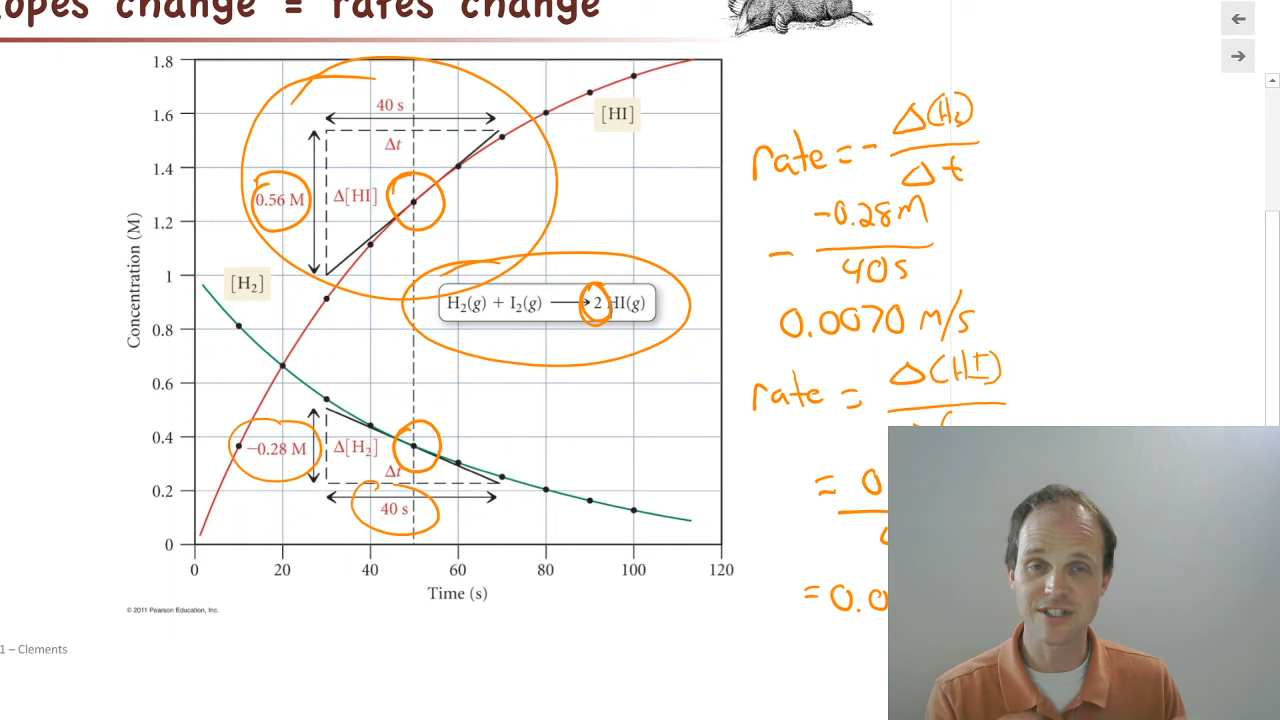 lopes change = rates change
1.8
1.6
1.4
1.2
1
0.8
0.6
0.4
0.2
0
0
20
40
60
80
100
120
Concentration (M)
Time (s)
40 s
Δt
[HI]
0.56 M
Δ[HI]
[H₂]
H₂(g) + I₂(g) ⟶ 2 HI(g)
−0.28 M
Δ[H₂]
Δt
40 s
© 2011 Pearson Education, Inc.
1 – Clements
rate = - Δ(H₂)
Δt
- -0.28M
40s
0.0070 M/s
rate = Δ(HI)
= 0
= 0.0